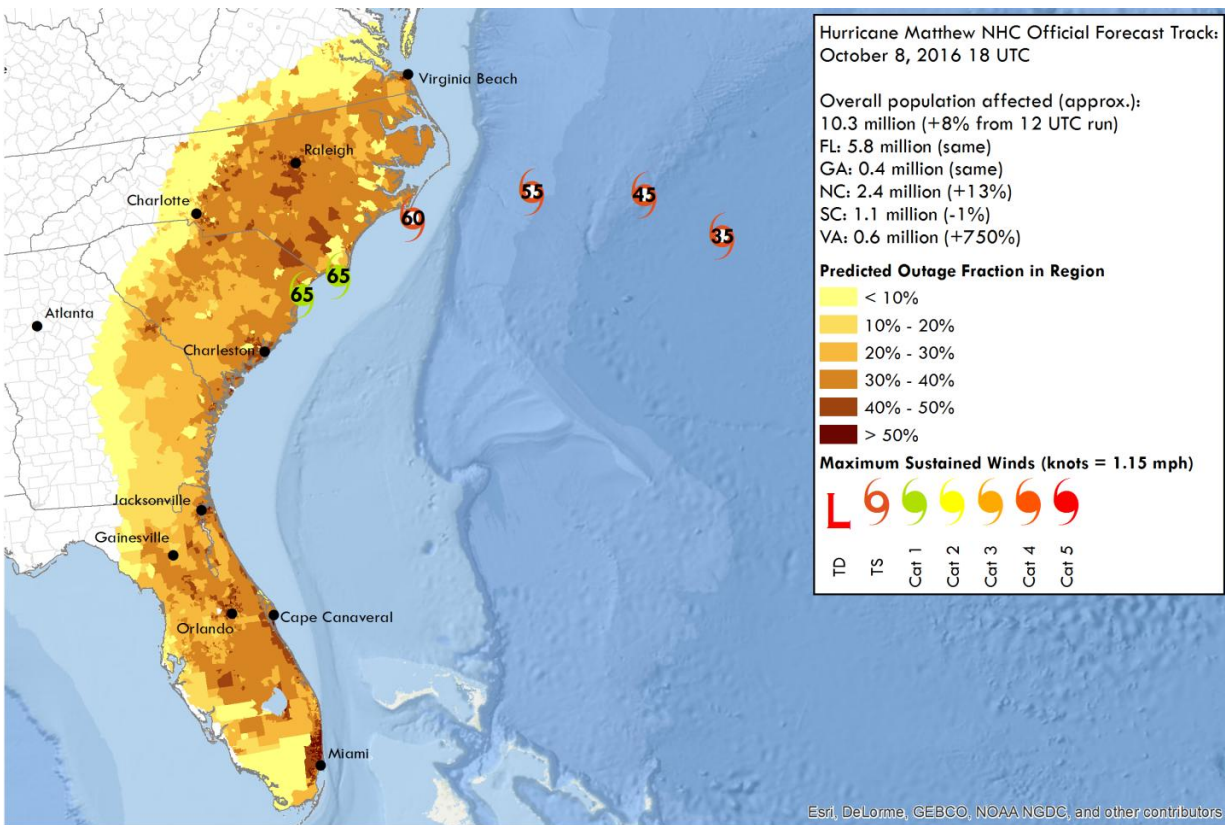 Hurricane Matthew NHC Official Forecast Track:
October 8, 2016 18 UTC
Overall population affected (approx.):
10.3 million (+8% from 12 UTC run)
FL: 5.8 million (same)
GA: 0.4 million (same)
NC: 2.4 million (+13%)
SC: 1.1 million (-1%)
VA: 0.6 million (+750%)
Predicted Outage Fraction in Region
< 10%
10% - 20%
20% - 30%
30% - 40%
40% - 50%
> 50%
Maximum Sustained Winds (knots = 1.15 mph)
L
TD
TS
Cat 1
Cat 2
Cat 3
Cat 4
Cat 5
Virginia Beach
Raleigh
Charlotte
55
45
60
35
65
65
Atlanta
Charleston
Jacksonville
Gainesville
Cape Canaveral
Orlando
Miami
Esri, DeLorme, GEBCO, NOAA NGDC, and other contributors